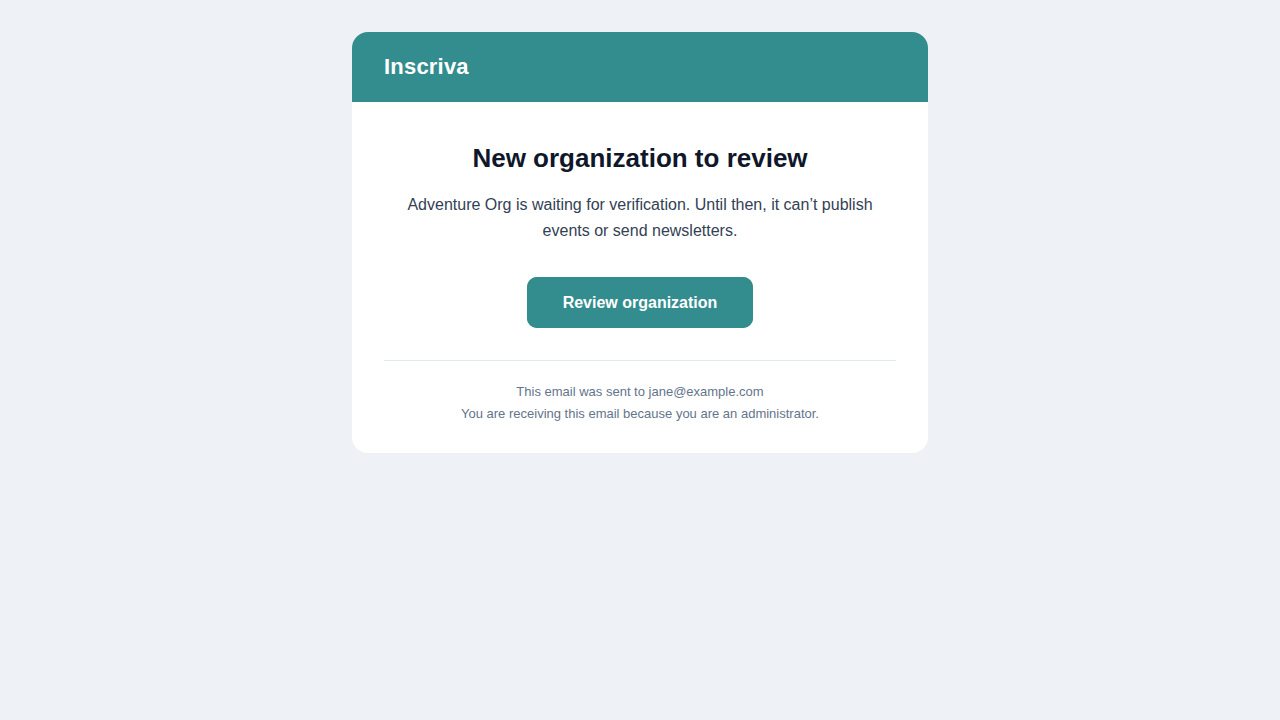 Inscriva
New organization to review
Adventure Org is waiting for verification. Until then, it can’t publish
events or send newsletters.
Review organization
This email was sent to jane@example.com
You are receiving this email because you are an administrator.